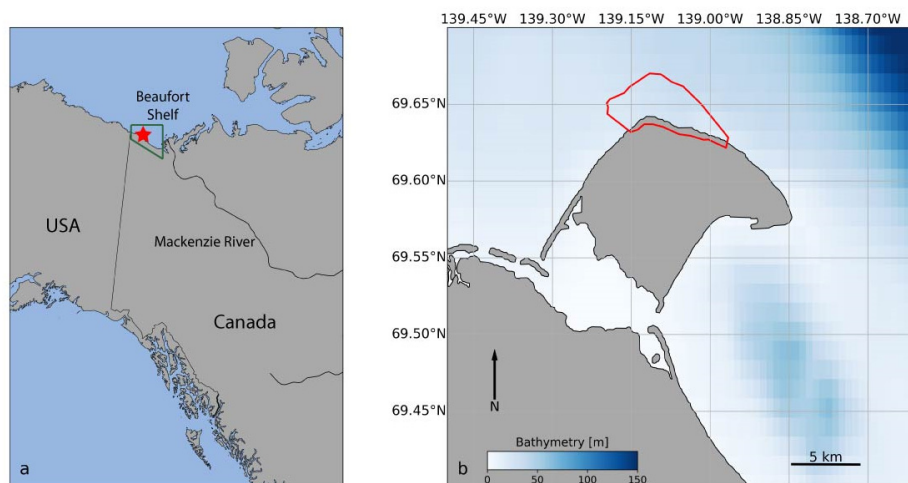 Beaufort
Shelf
USA
Mackenzie River
Canada
a
139.45°W 139.30°W 139.15°W 139.00°W 138.85°W 138.70°W
69.65°N
69.60°N
69.55°N
69.50°N
69.45°N
N
Bathymetry [m]
0 50 100 150
b
5 km